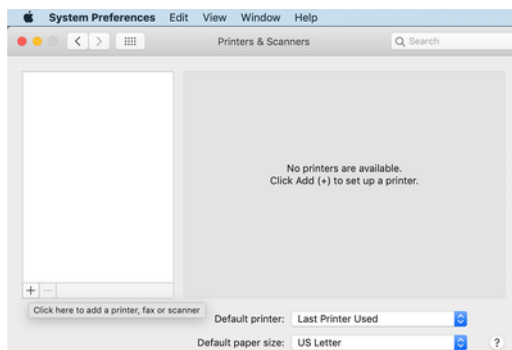 System Preferences Edit View Window Help
Printers & Scanners
Search
No printers are available.
Click Add (+) to set up a printer.
+ −
Click here to add a printer, fax or scanner
Default printer: Last Printer Used
Default paper size: US Letter ?